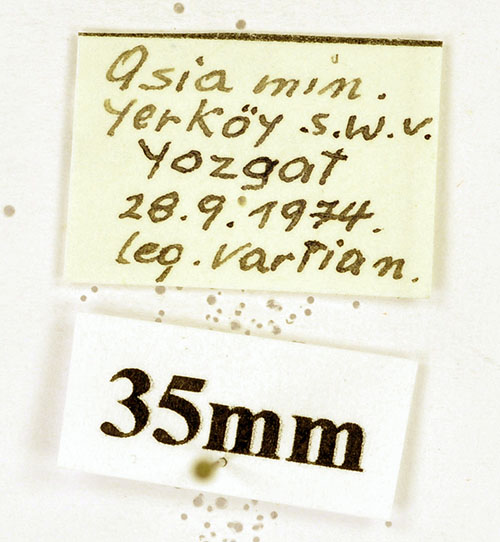 Asia min.
Yerköy s.w.v.
Yozgat
28.9.1974.
leg. Vartian.
35mm